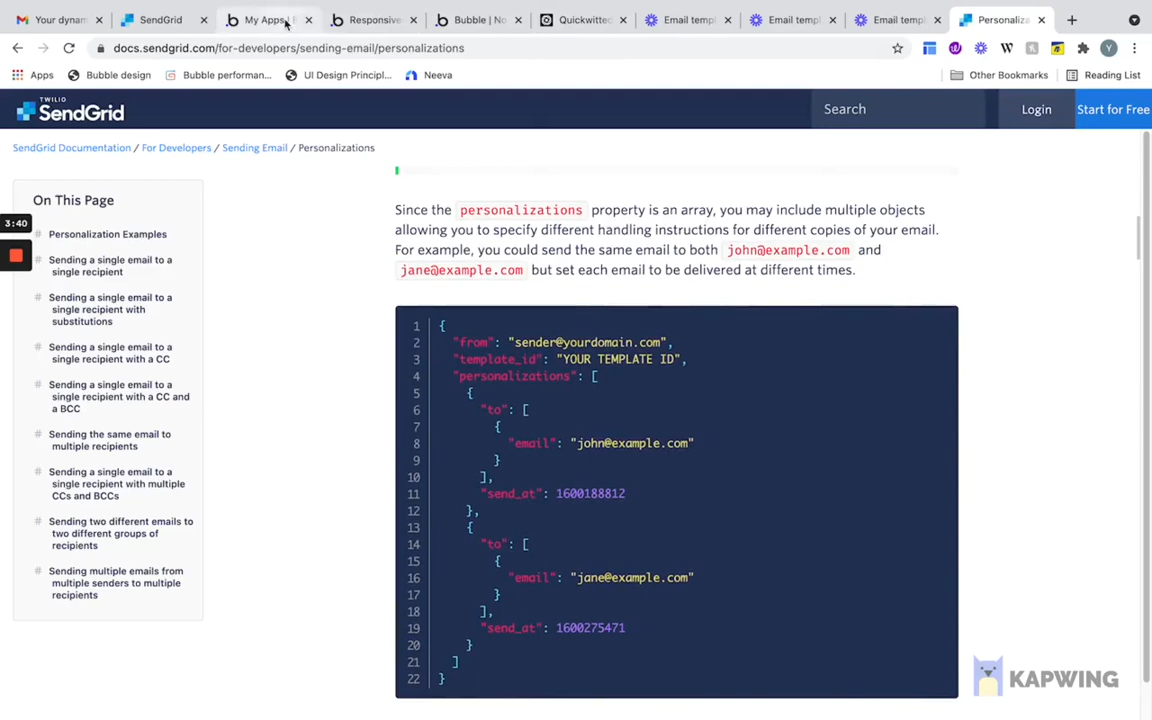 Your dynam
SendGrid
My Apps | B
Responsive
Bubble | No
Quickwitted
Email templ
Email templ
Email templ
Personaliza
docs.sendgrid.com/for-developers/sending-email/personalizations
Apps
Bubble design
Bubble performan...
UI Design Principl...
Neeva
Other Bookmarks
Reading List
TWILIO
SendGrid
Search
Login
Start for Free
SendGrid Documentation / For Developers / Sending Email / Personalizations
On This Page
3:40
# Personalization Examples
# Sending a single email to a
single recipient
# Sending a single email to a
single recipient with
substitutions
# Sending a single email to a
single recipient with a CC
# Sending a single email to a
single recipient with a CC and
a BCC
# Sending the same email to
multiple recipients
# Sending a single email to a
single recipient with multiple
CCs and BCCs
# Sending two different emails to
two different groups of
recipients
# Sending multiple emails from
multiple senders to multiple
recipients
Since the personalizations property is an array, you may include multiple objects
allowing you to specify different handling instructions for different copies of your email.
For example, you could send the same email to both john@example.com and
jane@example.com but set each email to be delivered at different times.
1 {
2 "from": "sender@yourdomain.com",
3 "template_id": "YOUR TEMPLATE ID",
4 "personalizations": [
5 {
6 "to": [
7 {
8 "email": "john@example.com"
9 }
10 ],
11 "send_at": 1600188812
12 },
13 {
14 "to": [
15 {
16 "email": "jane@example.com"
17 }
18 ],
19 "send_at": 1600275471
20 }
21 ]
22 }
KAPWING